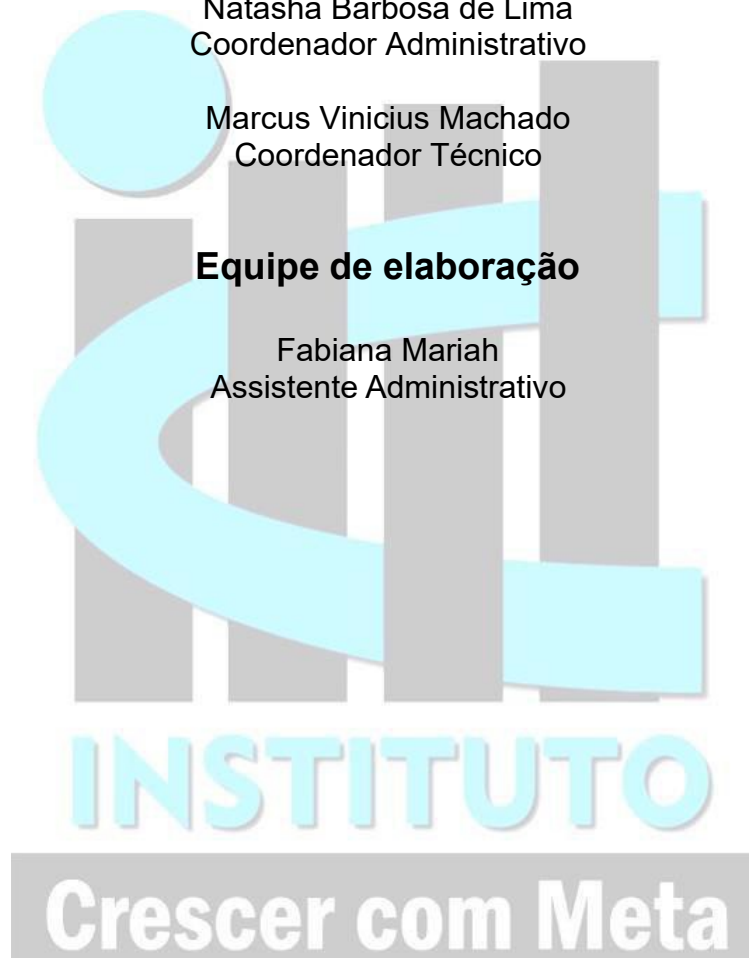 Natasha Barbosa de Lima
Coordenador Administrativo
Marcus Vinicius Machado
Coordenador Técnico
Equipe de elaboração
Fabiana Mariah
Assistente Administrativo
INSTITUTO
Crescer com Meta